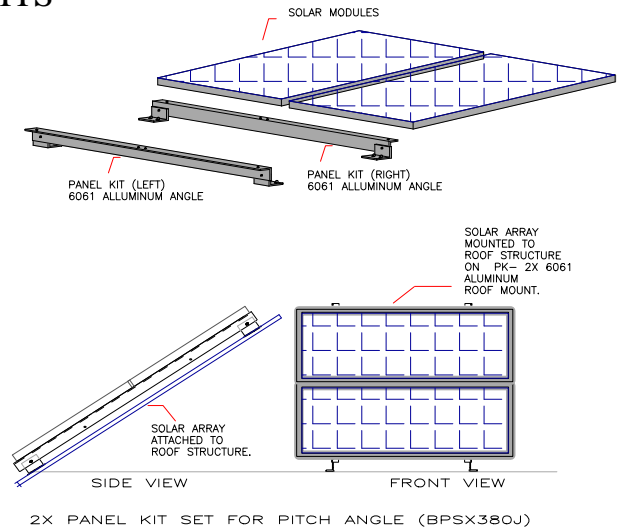 SOLAR MODULES
PANEL KIT (LEFT)
6061 ALLUMINUM ANGLE
PANEL KIT (RIGHT)
6061 ALLUMINUM ANGLE
SOLAR ARRAY
MOUNTED TO
ROOF STRUCTURE
ON PK- 2X 6061
ALUMINUM
ROOF MOUNT.
SOLAR ARRAY
ATTACHED TO
ROOF STRUCTURE.
SIDE VIEW
FRONT VIEW
2X PANEL KIT SET FOR PITCH ANGLE (BPSX380J)